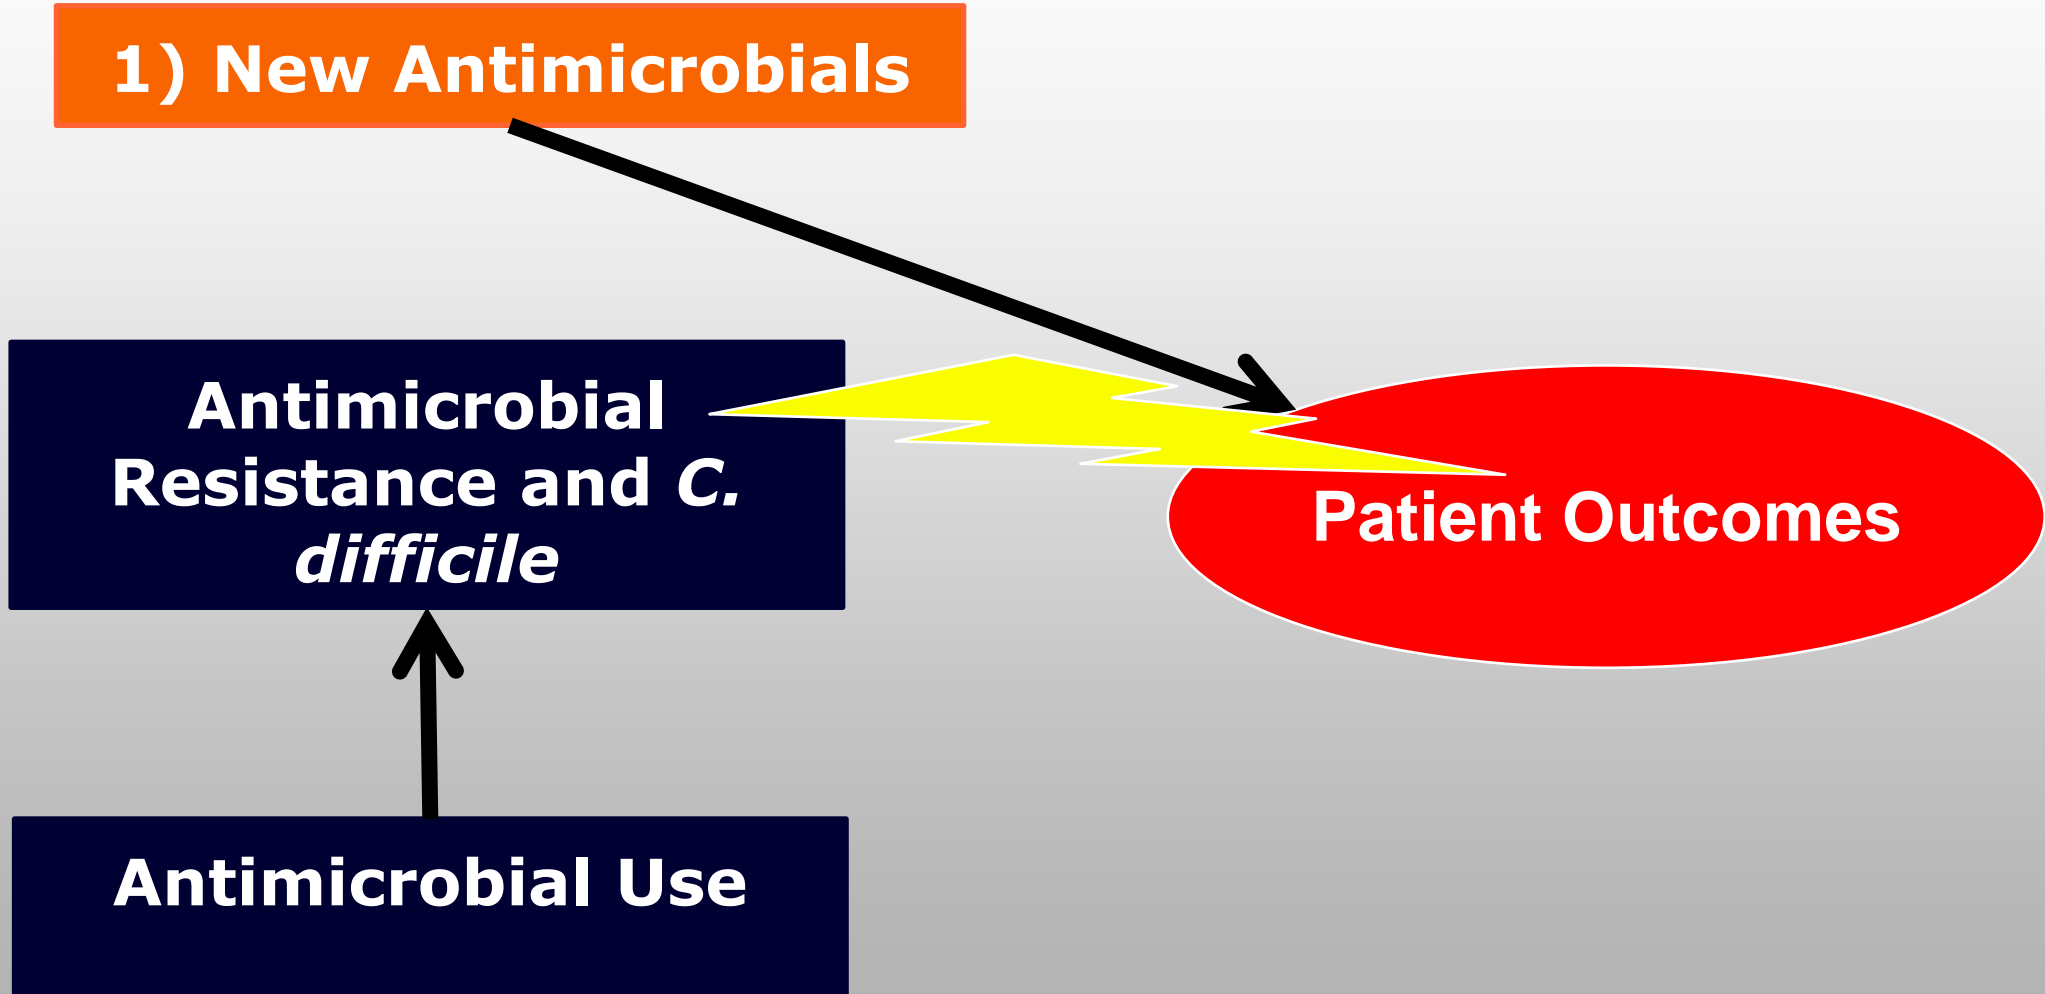 1) New Antimicrobials
Antimicrobial
Resistance and C.
difficile
Patient Outcomes
Antimicrobial Use